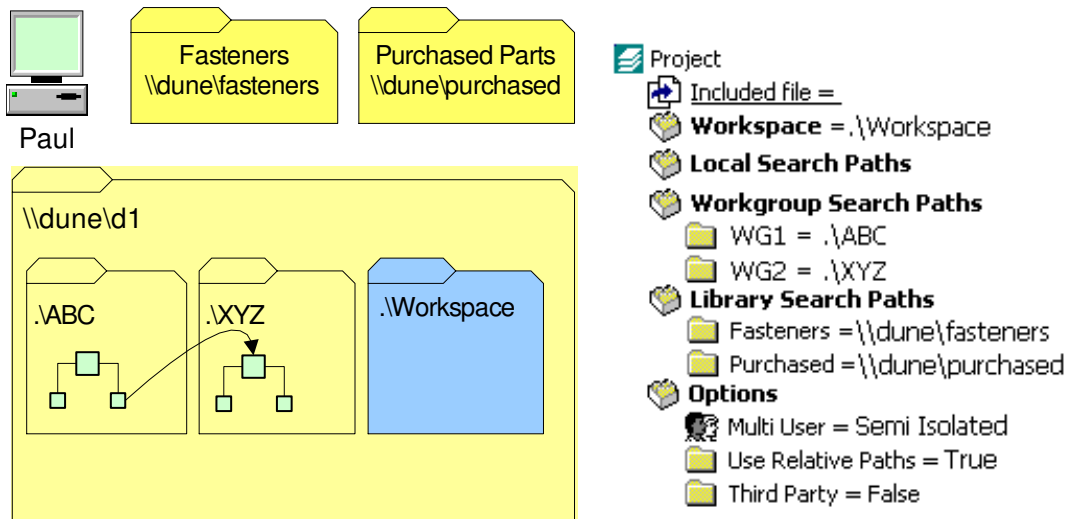 Paul
Fasteners
\\dune\fasteners
Purchased Parts
\\dune\purchased
\\dune\d1
.\ABC
.\XYZ
.\Workspace
Project
Included file =
Workspace =.\Workspace
Local Search Paths
Workgroup Search Paths
WG1 = .\ABC
WG2 = .\XYZ
Library Search Paths
Fasteners =\\dune\fasteners
Purchased =\\dune\purchased
Options
Multi User = Semi Isolated
Use Relative Paths = True
Third Party = False